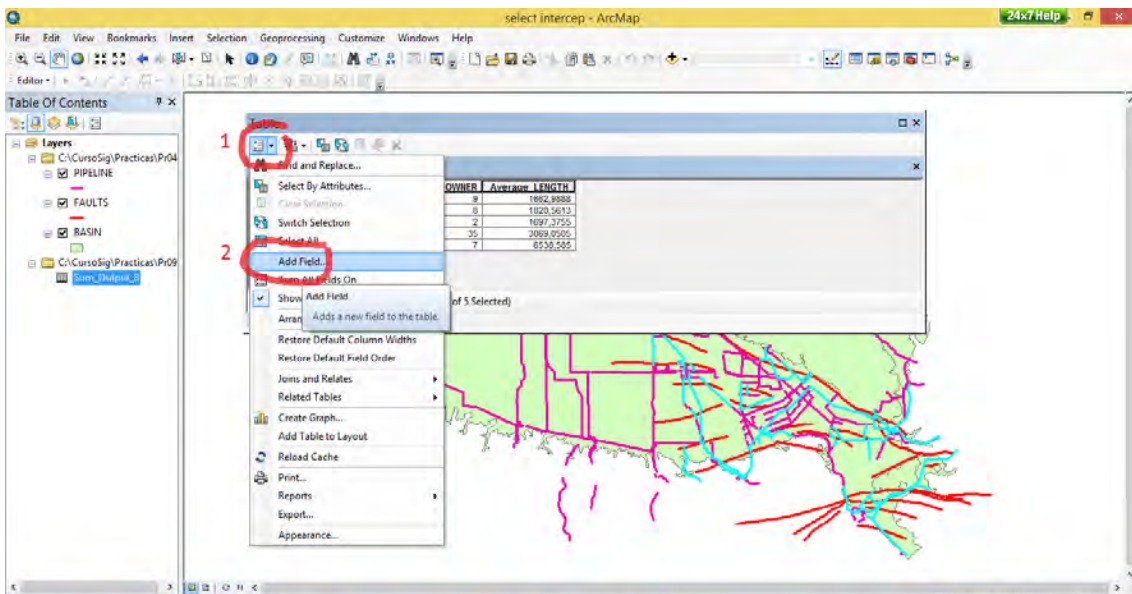 select intercep - ArcMap
24x7 Help
File Edit View Bookmarks Insert Selection Geoprocessing Customize Windows Help
Editor
Table Of Contents
Layers
C:\CursoSig\Practicas\Pr04
PIPELINE
FAULTS
BASIN
C:\CursoSig\Practicas\Pr09
Sum_Output_8
1
2
Table
Find and Replace...
Select By Attributes...
Clear Selection
Switch Selection
Select All
Add Field...
Sum All Fields On
Show
Arran
Restore Default Column Widths
Restore Default Field Order
Joins and Relates
Related Tables
Create Graph...
Add Table to Layout
Reload Cache
Print...
Reports
Export...
Appearance...
Add Field
Adds a new field to the table.
OWNER Average_LENGTH
9 1662,9888
8 1820,5613
2 1697,3755
35 3069,0505
7 6538,585
of 5 Selected)